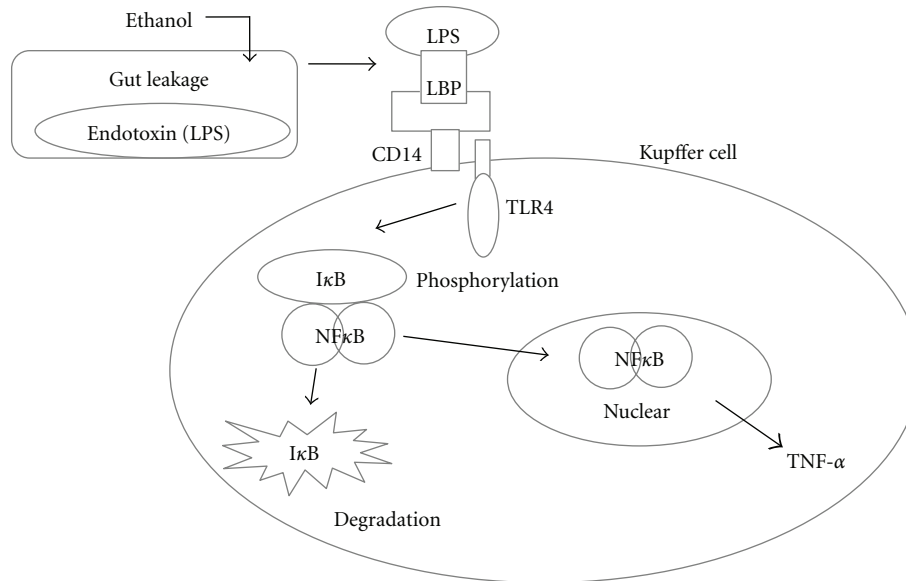 Ethanol
Gut leakage
Endotoxin (LPS)
LPS
LBP
CD14
Kupffer cell
TLR4
IκB
Phosphorylation
NFκB
NFκB
Nuclear
IκB
TNF-α
Degradation